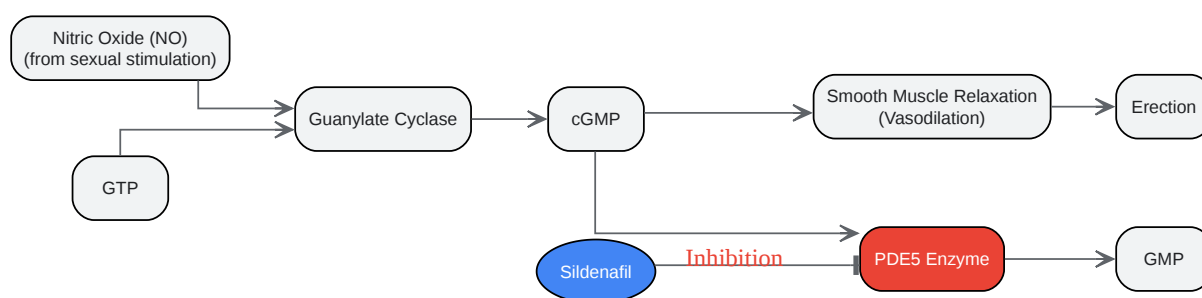 Nitric Oxide (NO)
(from sexual stimulation)
GTP
Guanylate Cyclase
cGMP
Smooth Muscle Relaxation
(Vasodilation)
Erection
Sildenafil
Inhibition
PDE5 Enzyme
GMP